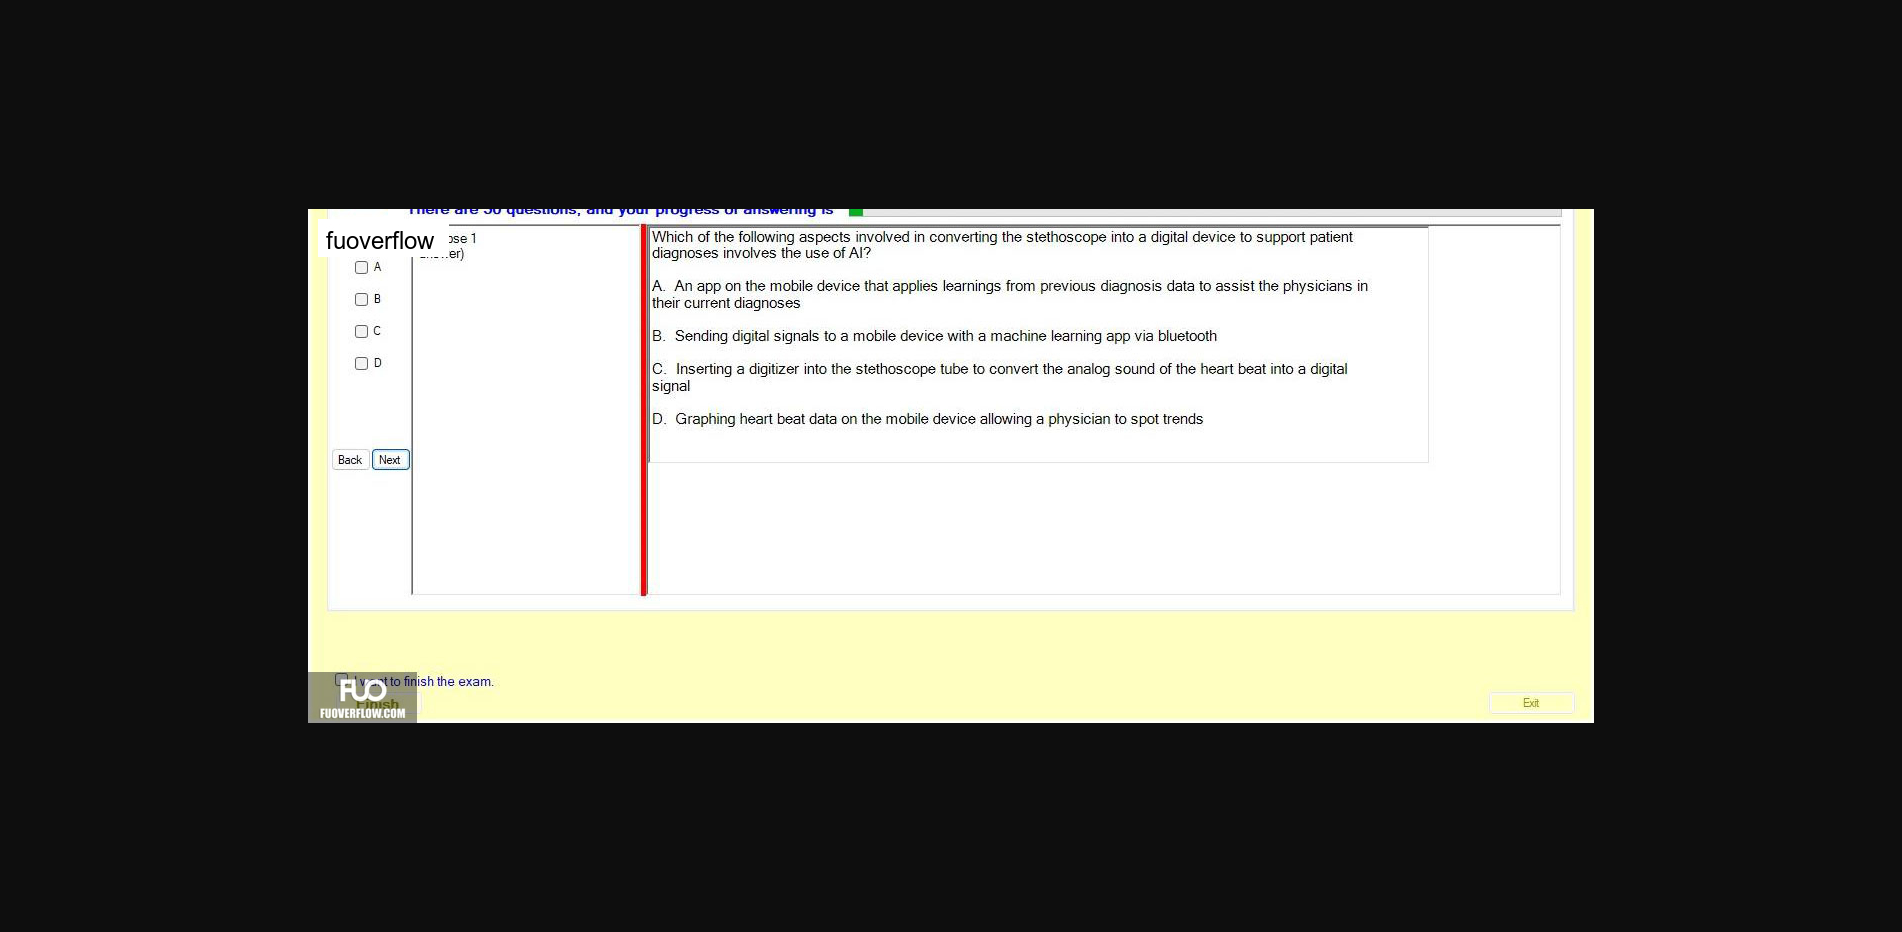 There are 50 questions, and your progress of answering is
fuoverflow
ose 1
er)
A
B
C
D
Back
Next
Which of the following aspects involved in converting the stethoscope into a digital device to support patient
diagnoses involves the use of AI?
A. An app on the mobile device that applies learnings from previous diagnosis data to assist the physicians in
their current diagnoses
B. Sending digital signals to a mobile device with a machine learning app via bluetooth
C. Inserting a digitizer into the stethoscope tube to convert the analog sound of the heart beat into a digital
signal
D. Graphing heart beat data on the mobile device allowing a physician to spot trends
I want to finish the exam.
FUO
Finish
FUOVERFLOW.COM
Exit